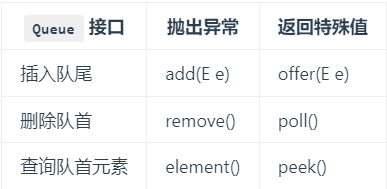 Queue 接口 抛出异常 返回特殊值
插入队尾 add(E e) offer(E e)
删除队首 remove() poll()
查询队首元素 element() peek()